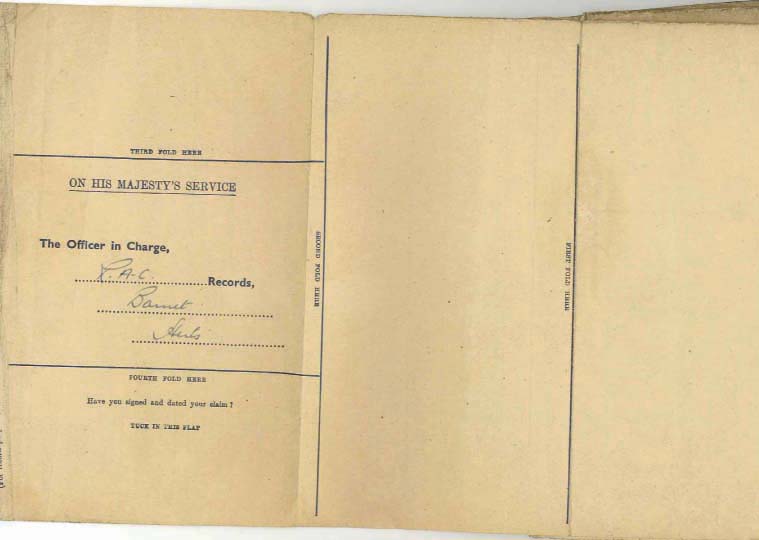 THIRD FOLD HERE
ON HIS MAJESTY'S SERVICE
The Officer in Charge,
R.A.C. Records,
Barnet
Herts
SECOND FOLD HERE
FIRST FOLD HERE
FOURTH FOLD HERE
Have you signed and dated your claim?
TUCK IN THIS FLAP